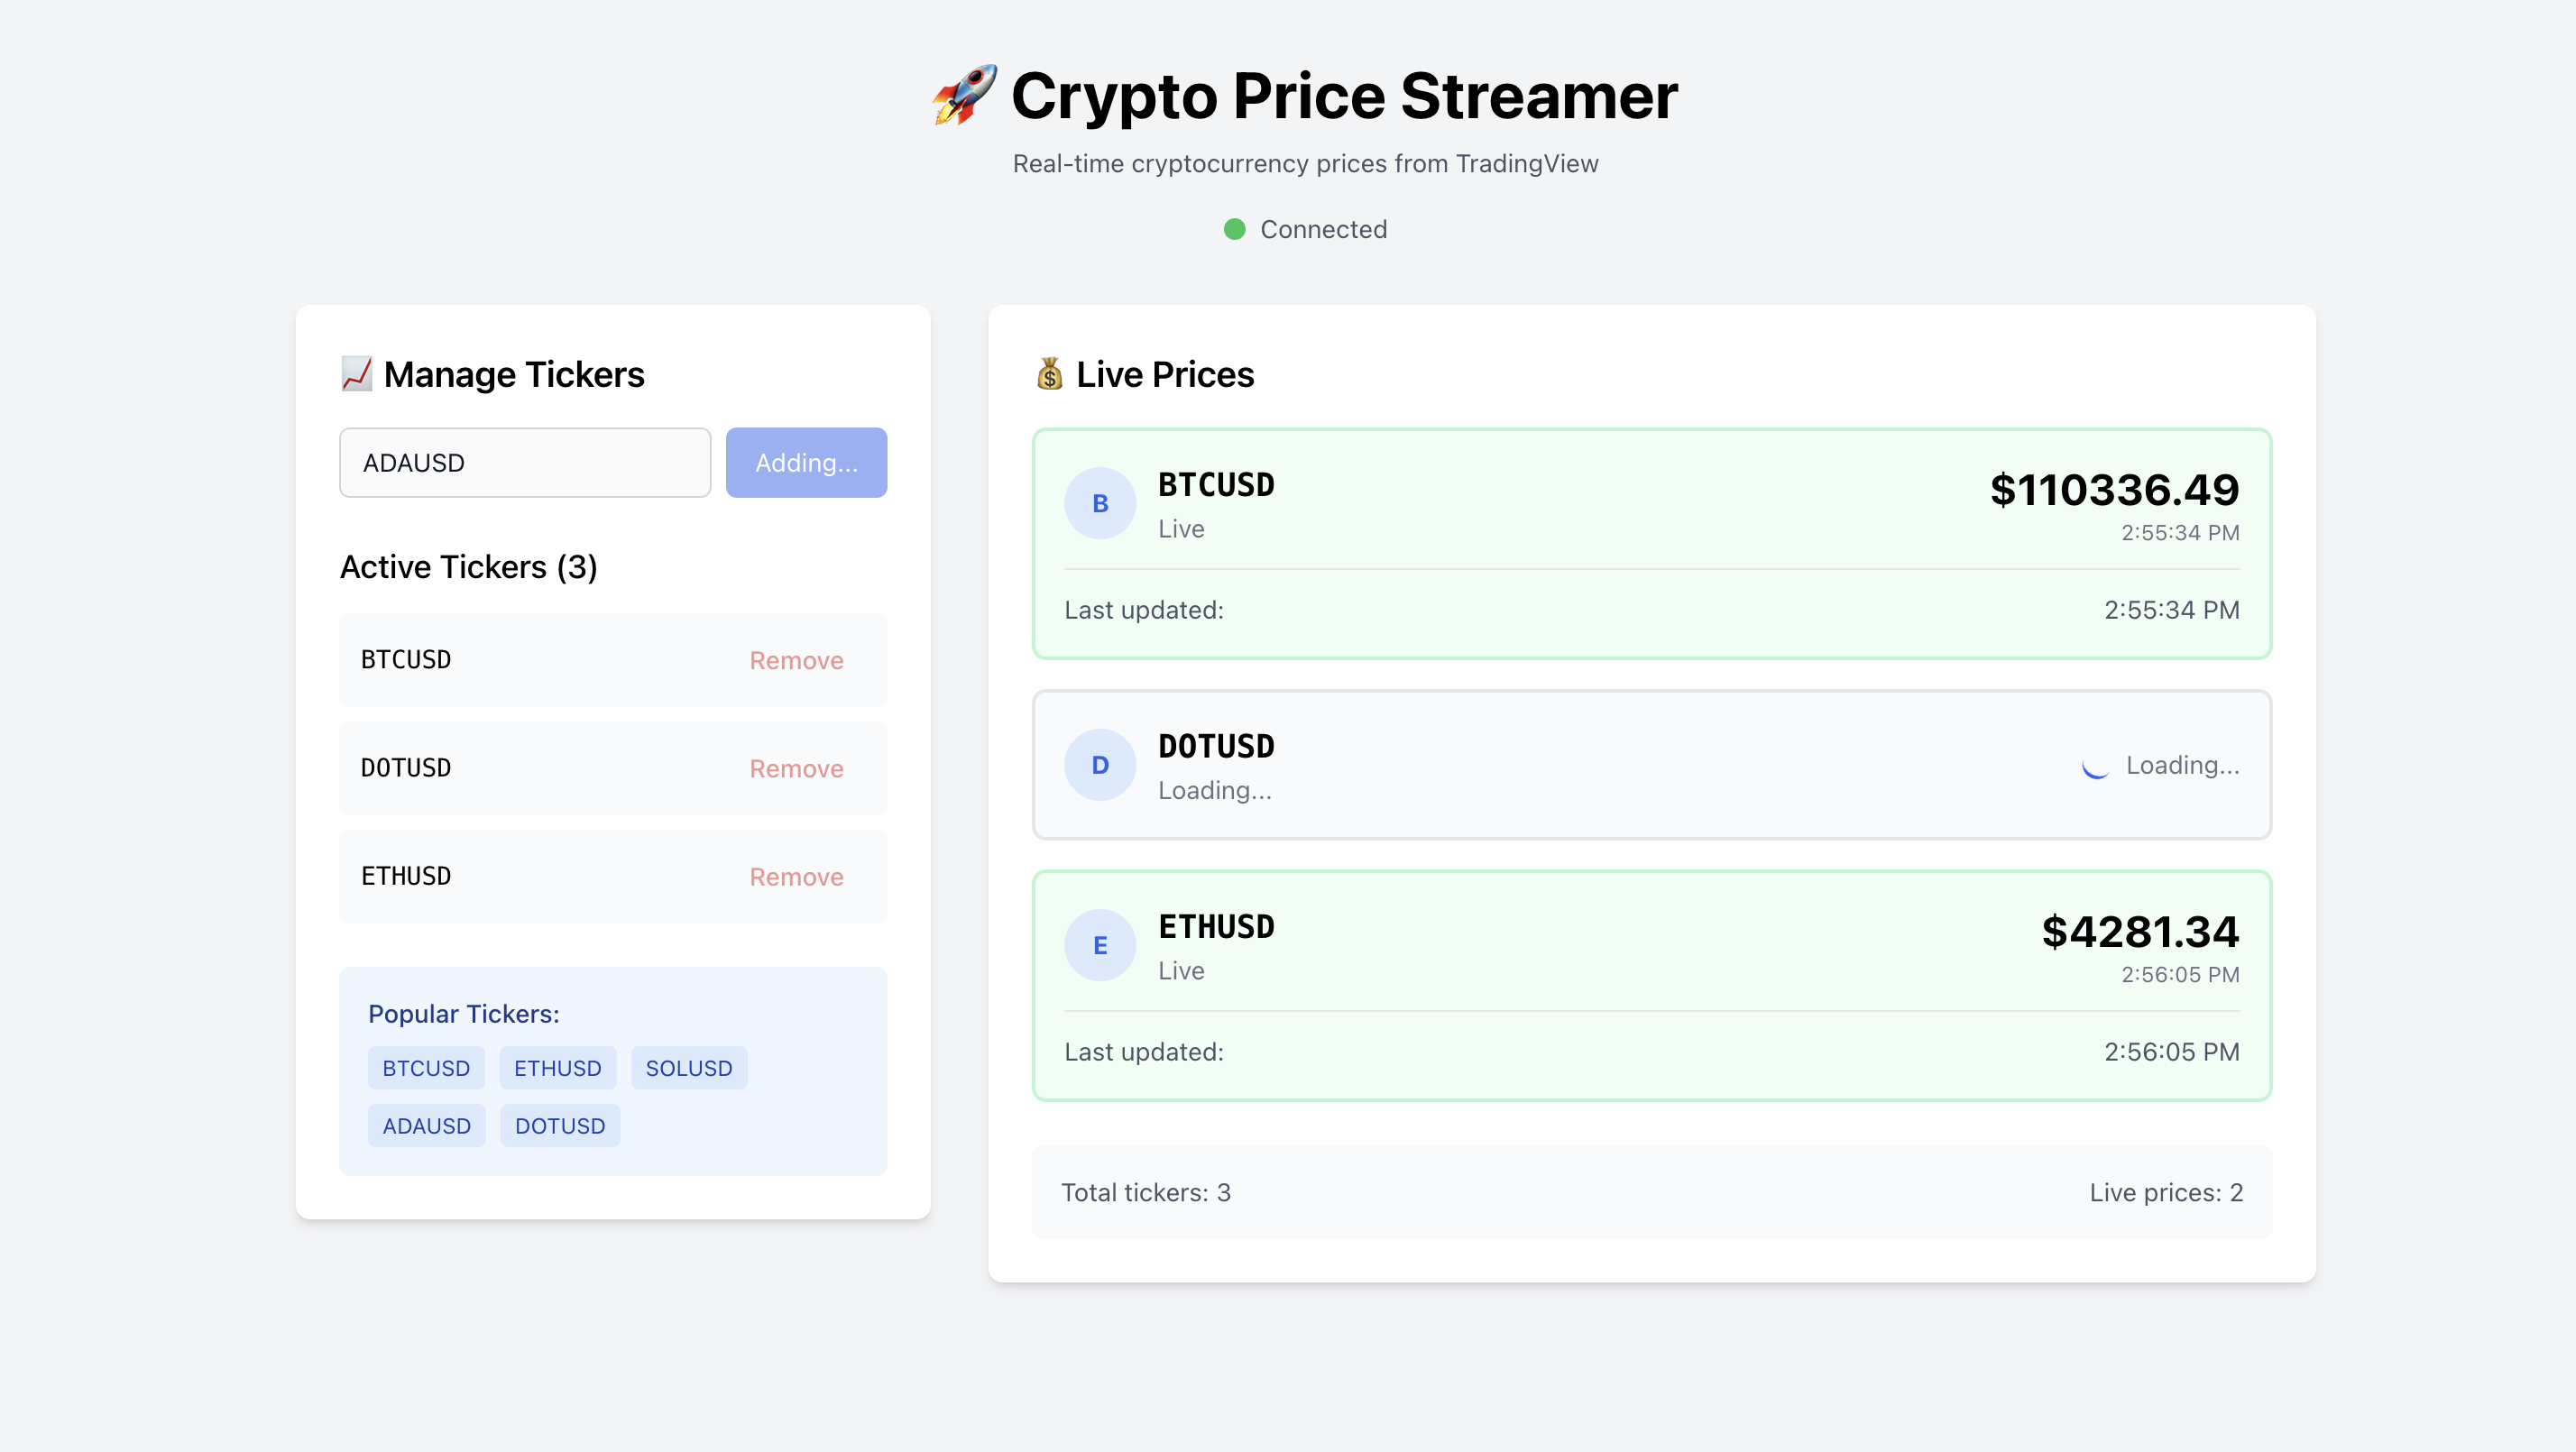 🚀 Crypto Price Streamer
Real-time cryptocurrency prices from TradingView
Connected
📈 Manage Tickers
ADAUSD
Adding...
Active Tickers (3)
BTCUSD Remove
DOTUSD Remove
ETHUSD Remove
Popular Tickers:
BTCUSD ETHUSD SOLUSD
ADAUSD DOTUSD
💰 Live Prices
B
BTCUSD
Live
$110336.49
2:55:34 PM
Last updated: 2:55:34 PM
D
DOTUSD
Loading...
Loading...
E
ETHUSD
Live
$4281.34
2:56:05 PM
Last updated: 2:56:05 PM
Total tickers: 3 Live prices: 2